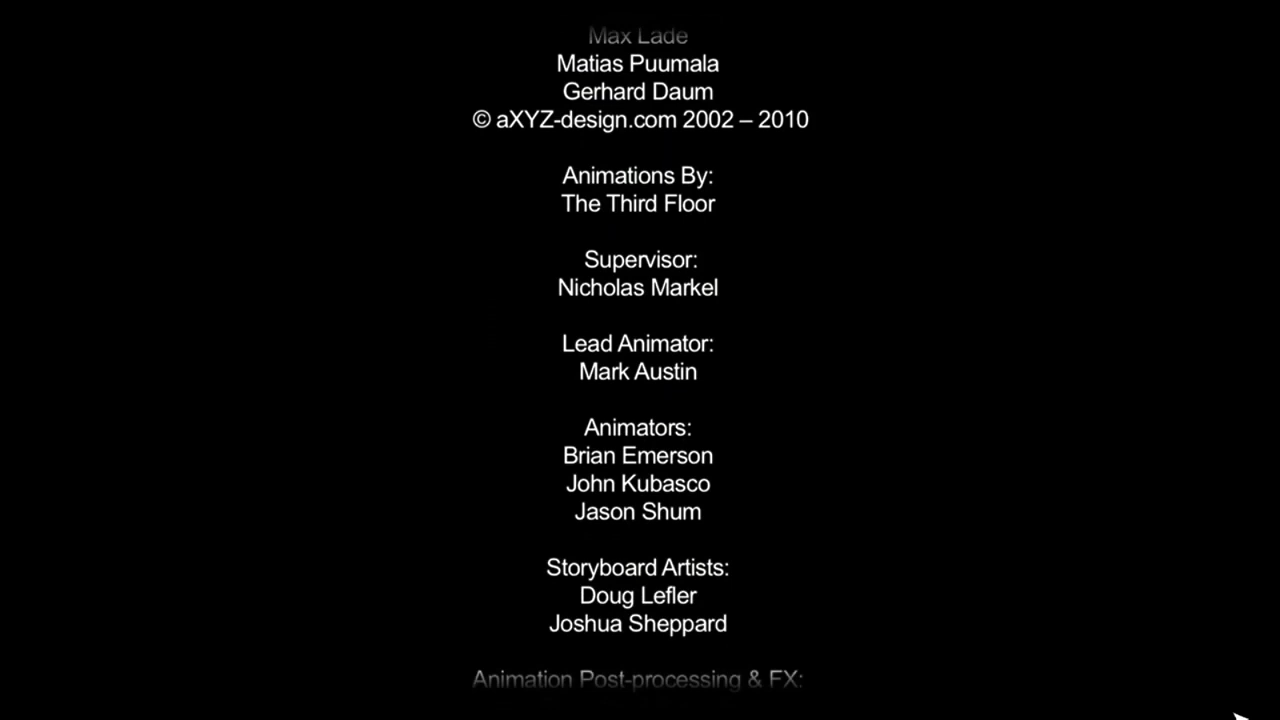 Max Lade
Matias Puumala
Gerhard Daum
© aXYZ-design.com 2002 – 2010
Animations By:
The Third Floor
Supervisor:
Nicholas Markel
Lead Animator:
Mark Austin
Animators:
Brian Emerson
John Kubasco
Jason Shum
Storyboard Artists:
Doug Lefler
Joshua Sheppard
Animation Post-processing & FX: